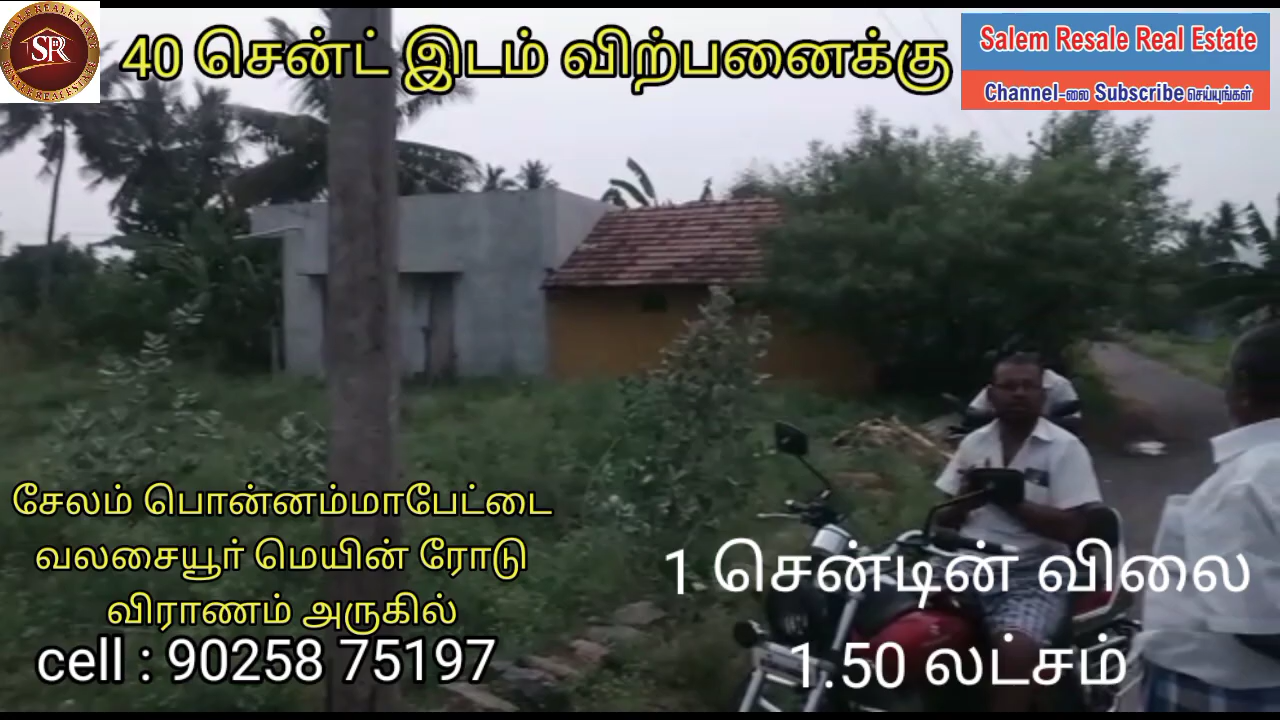 40 சென்ட் இடம் விற்பனைக்கு
Salem Resale Real Estate
Channel-லை Subscribe செய்யுங்கள்
SR
சேலம் பொன்னம்மாபேட்டை
வலசையூர் மெயின் ரோடு
விராணம் அருகில்
cell : 90258 75197
1 சென்டின் விலை
1.50 லட்சம்